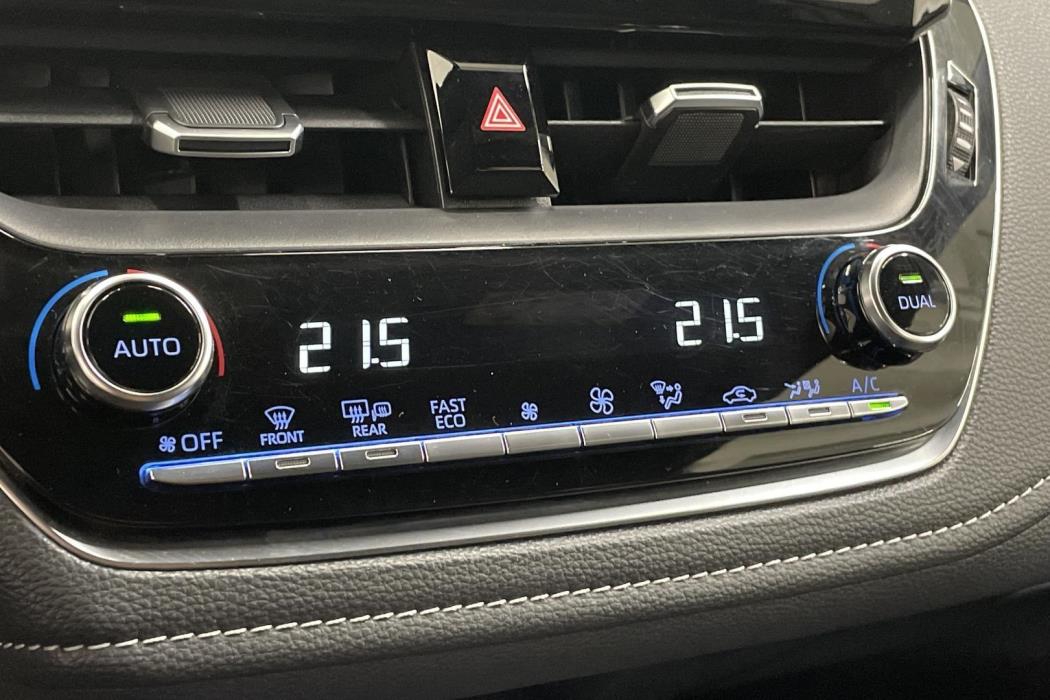 AUTO
21.5
21.5
DUAL
OFF
FRONT
REAR
FAST
ECO
A/C